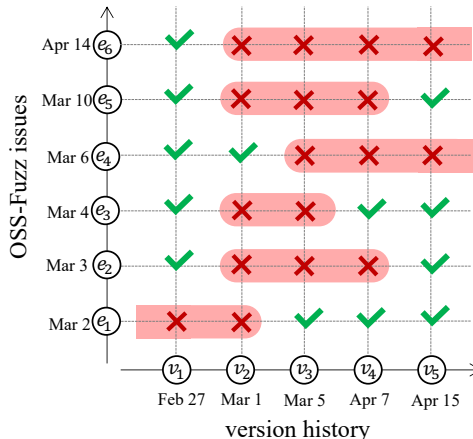 OSS-Fuzz issues
Apr 14 e6
Mar 10 e5
Mar 6 e4
Mar 4 e3
Mar 3 e2
Mar 2 e1
v1 v2 v3 v4 v5
Feb 27 Mar 1 Mar 5 Apr 7 Apr 15
version history